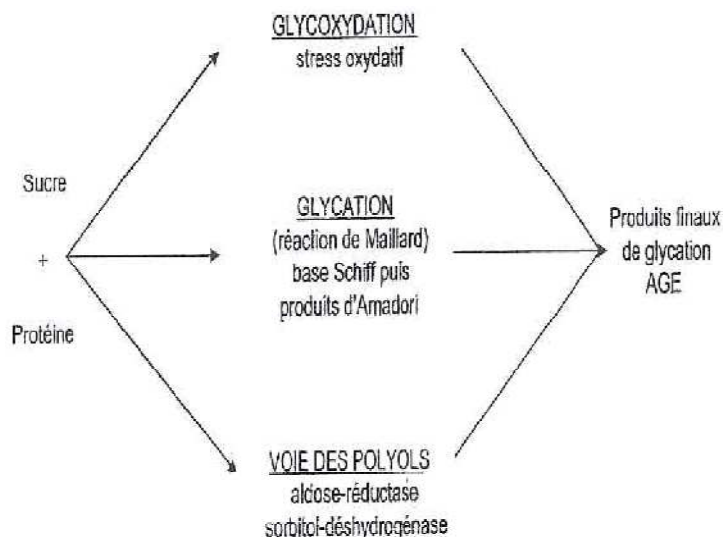 GLYCOXYDATION
stress oxydatif
Sucre
+
Protéine
GLYCATION
(réaction de Maillard)
base Schiff puis
produits d'Amadori
Produits finaux
de glycation
AGE
VOIE DES POLYOLS
aldose-réductase
sorbitol-déshydrogénase